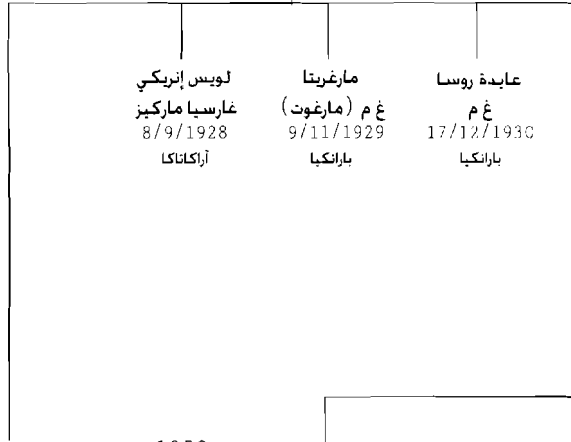 عايدة روسا
غ م
17/12/1930
بارانكيا
مارغريتا
غ م (مارغوت)
9/11/1929
بارانكيا
لويس إنريكي
غارسيا ماركيز
8/9/1928
آراكاتاكا